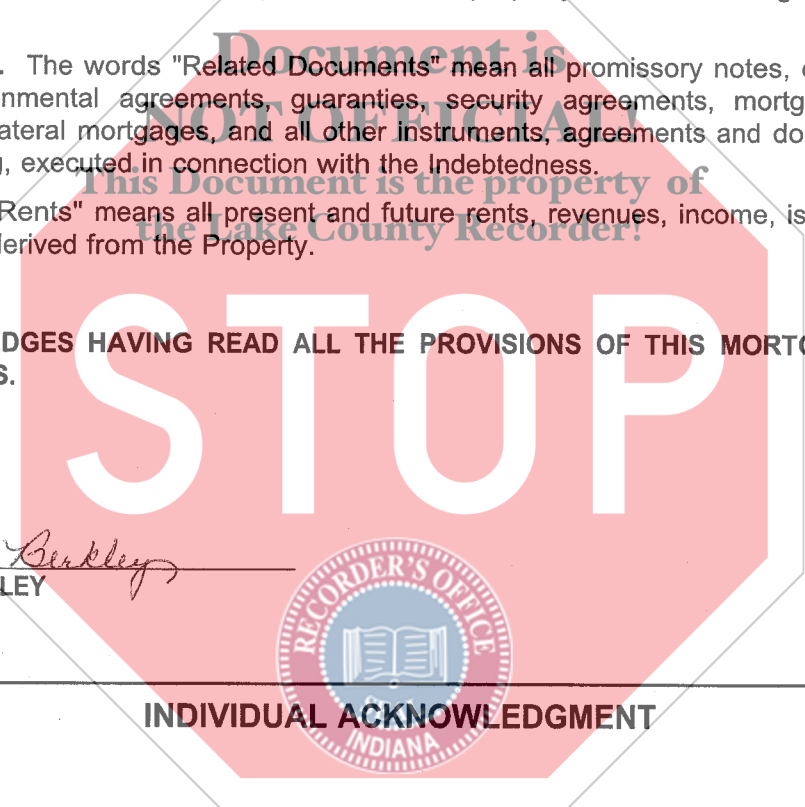 Document is
. The words "Related Documents" mean all promissory notes,
nmental agreements, guaranties, security agreements, mortg
NOT OFFICIAL!
ateral mortgages, and all other instruments, agreements and do
, executed in connection with the Indebtedness.
This Document is the property of
Rents" means all present and future rents, revenues, income, is
the Lake County Recorder!
erived from the Property.
DGES HAVING READ ALL THE PROVISIONS OF THIS MORTG
S.
STOP
Berkley
LEY
RECORDER'S OFFICE
INDIVIDUAL ACKNOWLEDGMENT
INDIANA